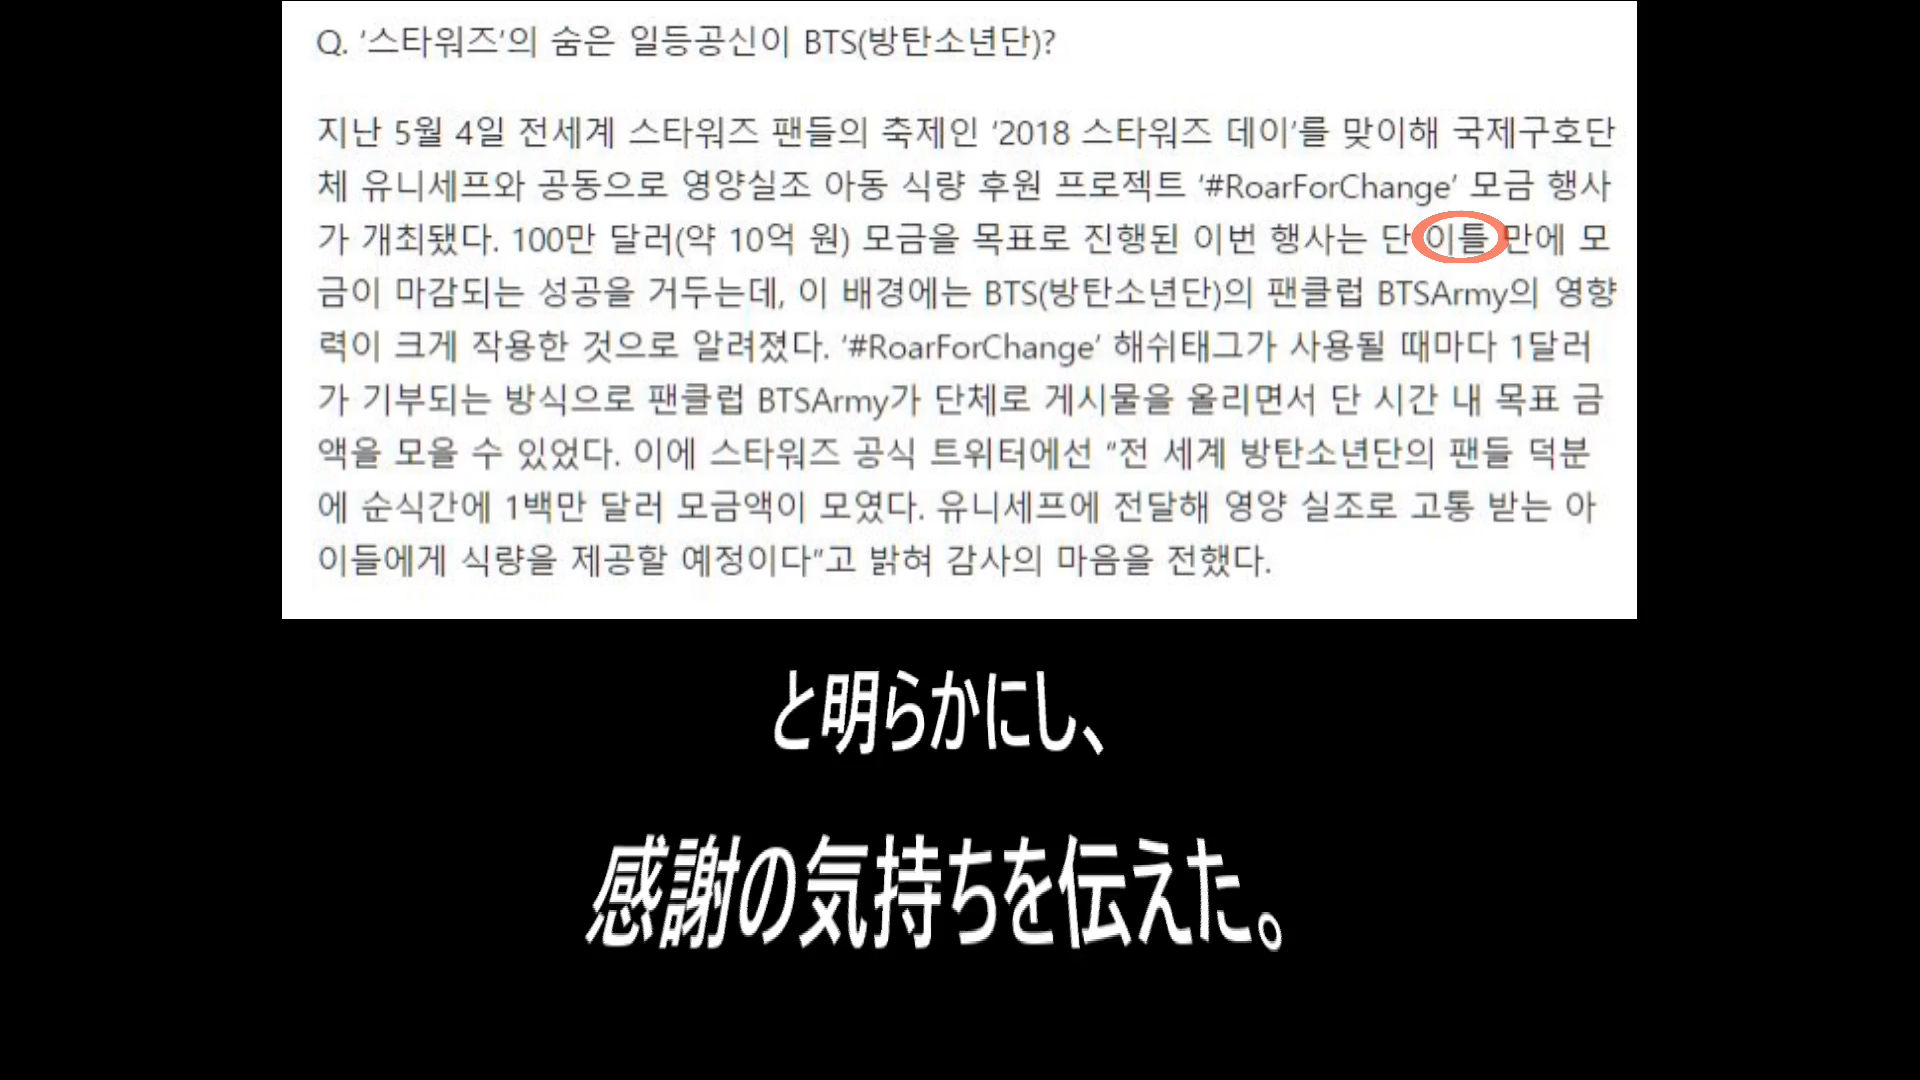 Q. ‘스타워즈’의 숨은 일등공신이 BTS(방탄소년단)?
지난 5월 4일 전세계 스타워즈 팬들의 축제인 ‘2018 스타워즈 데이’를 맞이해 국제구호단
체 유니세프와 공동으로 영양실조 아동 식량 후원 프로젝트 ‘#RoarForChange’ 모금 행사
가 개최됐다. 100만 달러(약 10억 원) 모금을 목표로 진행된 이번 행사는 단 이틀 만에 모
금이 마감되는 성공을 거두는데, 이 배경에는 BTS(방탄소년단)의 팬클럽 BTSArmy의 영향
력이 크게 작용한 것으로 알려졌다. ‘#RoarForChange’ 해쉬태그가 사용될 때마다 1달러
가 기부되는 방식으로 팬클럽 BTSArmy가 단체로 게시물을 올리면서 단 시간 내 목표 금
액을 모을 수 있었다. 이에 스타워즈 공식 트위터에선 “전 세계 방탄소년단의 팬들 덕분
에 순식간에 1백만 달러 모금액이 모였다. 유니세프에 전달해 영양 실조로 고통 받는 아
이들에게 식량을 제공할 예정이다”고 밝혀 감사의 마음을 전했다.
と明らかにし、
感謝の気持ちを伝えた。